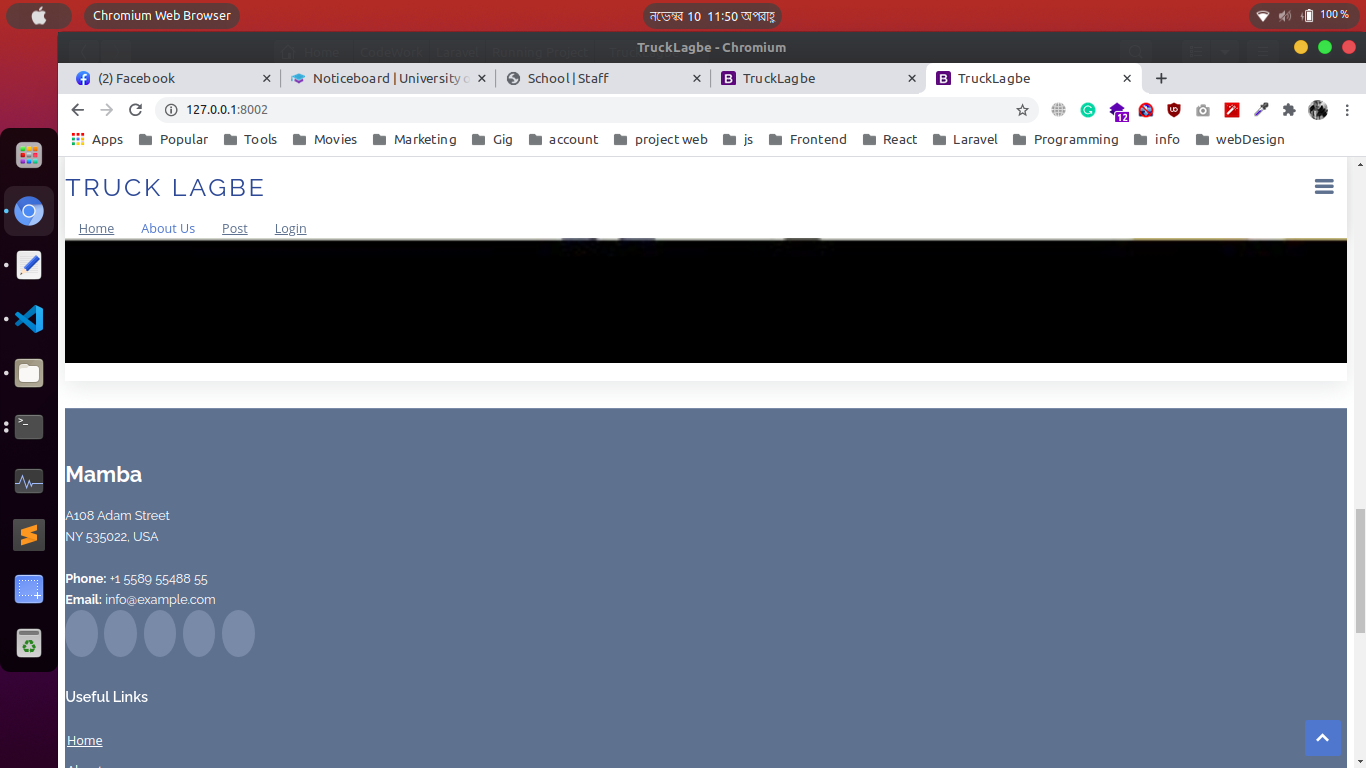 Chromium Web Browser
নভেম্বর 10 11:50 অপরাহ্ণ
100 %
TruckLagbe - Chromium
(2) Facebook
Noticeboard | University
School | Staff
TruckLagbe
TruckLagbe
127.0.0.1:8002
12
Apps Popular Tools Movies Marketing Gig account project web js Frontend React Laravel Programming info webDesign
TRUCK LAGBE
Home About Us Post Login
Mamba
A108 Adam Street
NY 535022, USA
Phone: +1 5589 55488 55
Email: info@example.com
Useful Links
Home